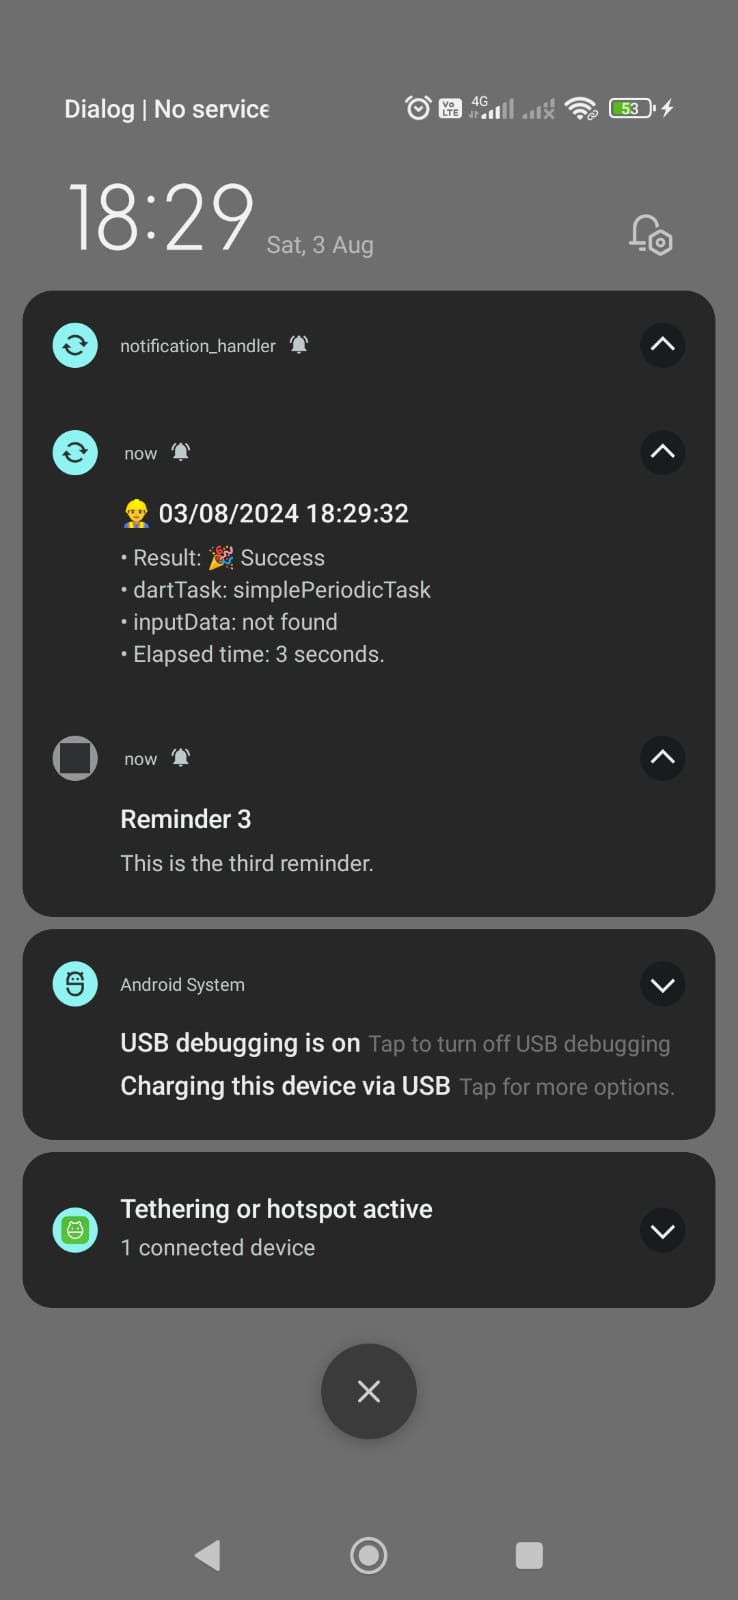 Dialog | No service
Vo LTE
4G
53
18:29 Sat, 3 Aug
notification_handler
now
👷 03/08/2024 18:29:32
• Result: 🎉 Success
• dartTask: simplePeriodicTask
• inputData: not found
• Elapsed time: 3 seconds.
now
Reminder 3
This is the third reminder.
Android System
USB debugging is on Tap to turn off USB debugging
Charging this device via USB Tap for more options.
Tethering or hotspot active
1 connected device